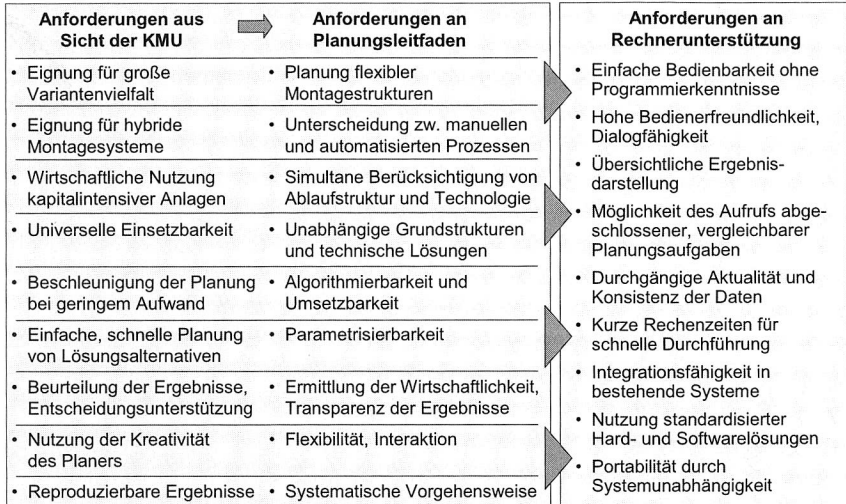 Anforderungen aus
Sicht der KMU
Anforderungen an
Planungsleitfaden
• Eignung für große
Variantenvielfalt
• Planung flexibler
Montagestrukturen
• Eignung für hybride
Montagesysteme
• Unterscheidung zw. manuellen
und automatisierten Prozessen
• Wirtschaftliche Nutzung
kapitalintensiver Anlagen
• Simultane Berücksichtigung von
Ablaufstruktur und Technologie
• Universelle Einsetzbarkeit
• Unabhängige Grundstrukturen
und technische Lösungen
• Beschleunigung der Planung
bei geringem Aufwand
• Algorithmierbarkeit und
Umsetzbarkeit
• Einfache, schnelle Planung
von Lösungsalternativen
• Parametrisierbarkeit
• Beurteilung der Ergebnisse,
Entscheidungsunterstützung
• Ermittlung der Wirtschaftlichkeit,
Transparenz der Ergebnisse
• Nutzung der Kreativität
des Planers
• Flexibilität, Interaktion
• Reproduzierbare Ergebnisse
• Systematische Vorgehensweise
Anforderungen an
Rechnerunterstützung
• Einfache Bedienbarkeit ohne
Programmierkenntnisse
• Hohe Bedienerfreundlichkeit,
Dialogfähigkeit
• Übersichtliche Ergebnis-
darstellung
• Möglichkeit des Aufrufs abge-
schlossener, vergleichbarer
Planungsaufgaben
• Durchgängige Aktualität und
Konsistenz der Daten
• Kurze Rechenzeiten für
schnelle Durchführung
• Integrationsfähigkeit in
bestehende Systeme
• Nutzung standardisierter
Hard- und Softwarelösungen
• Portabilität durch
Systemunabhängigkeit